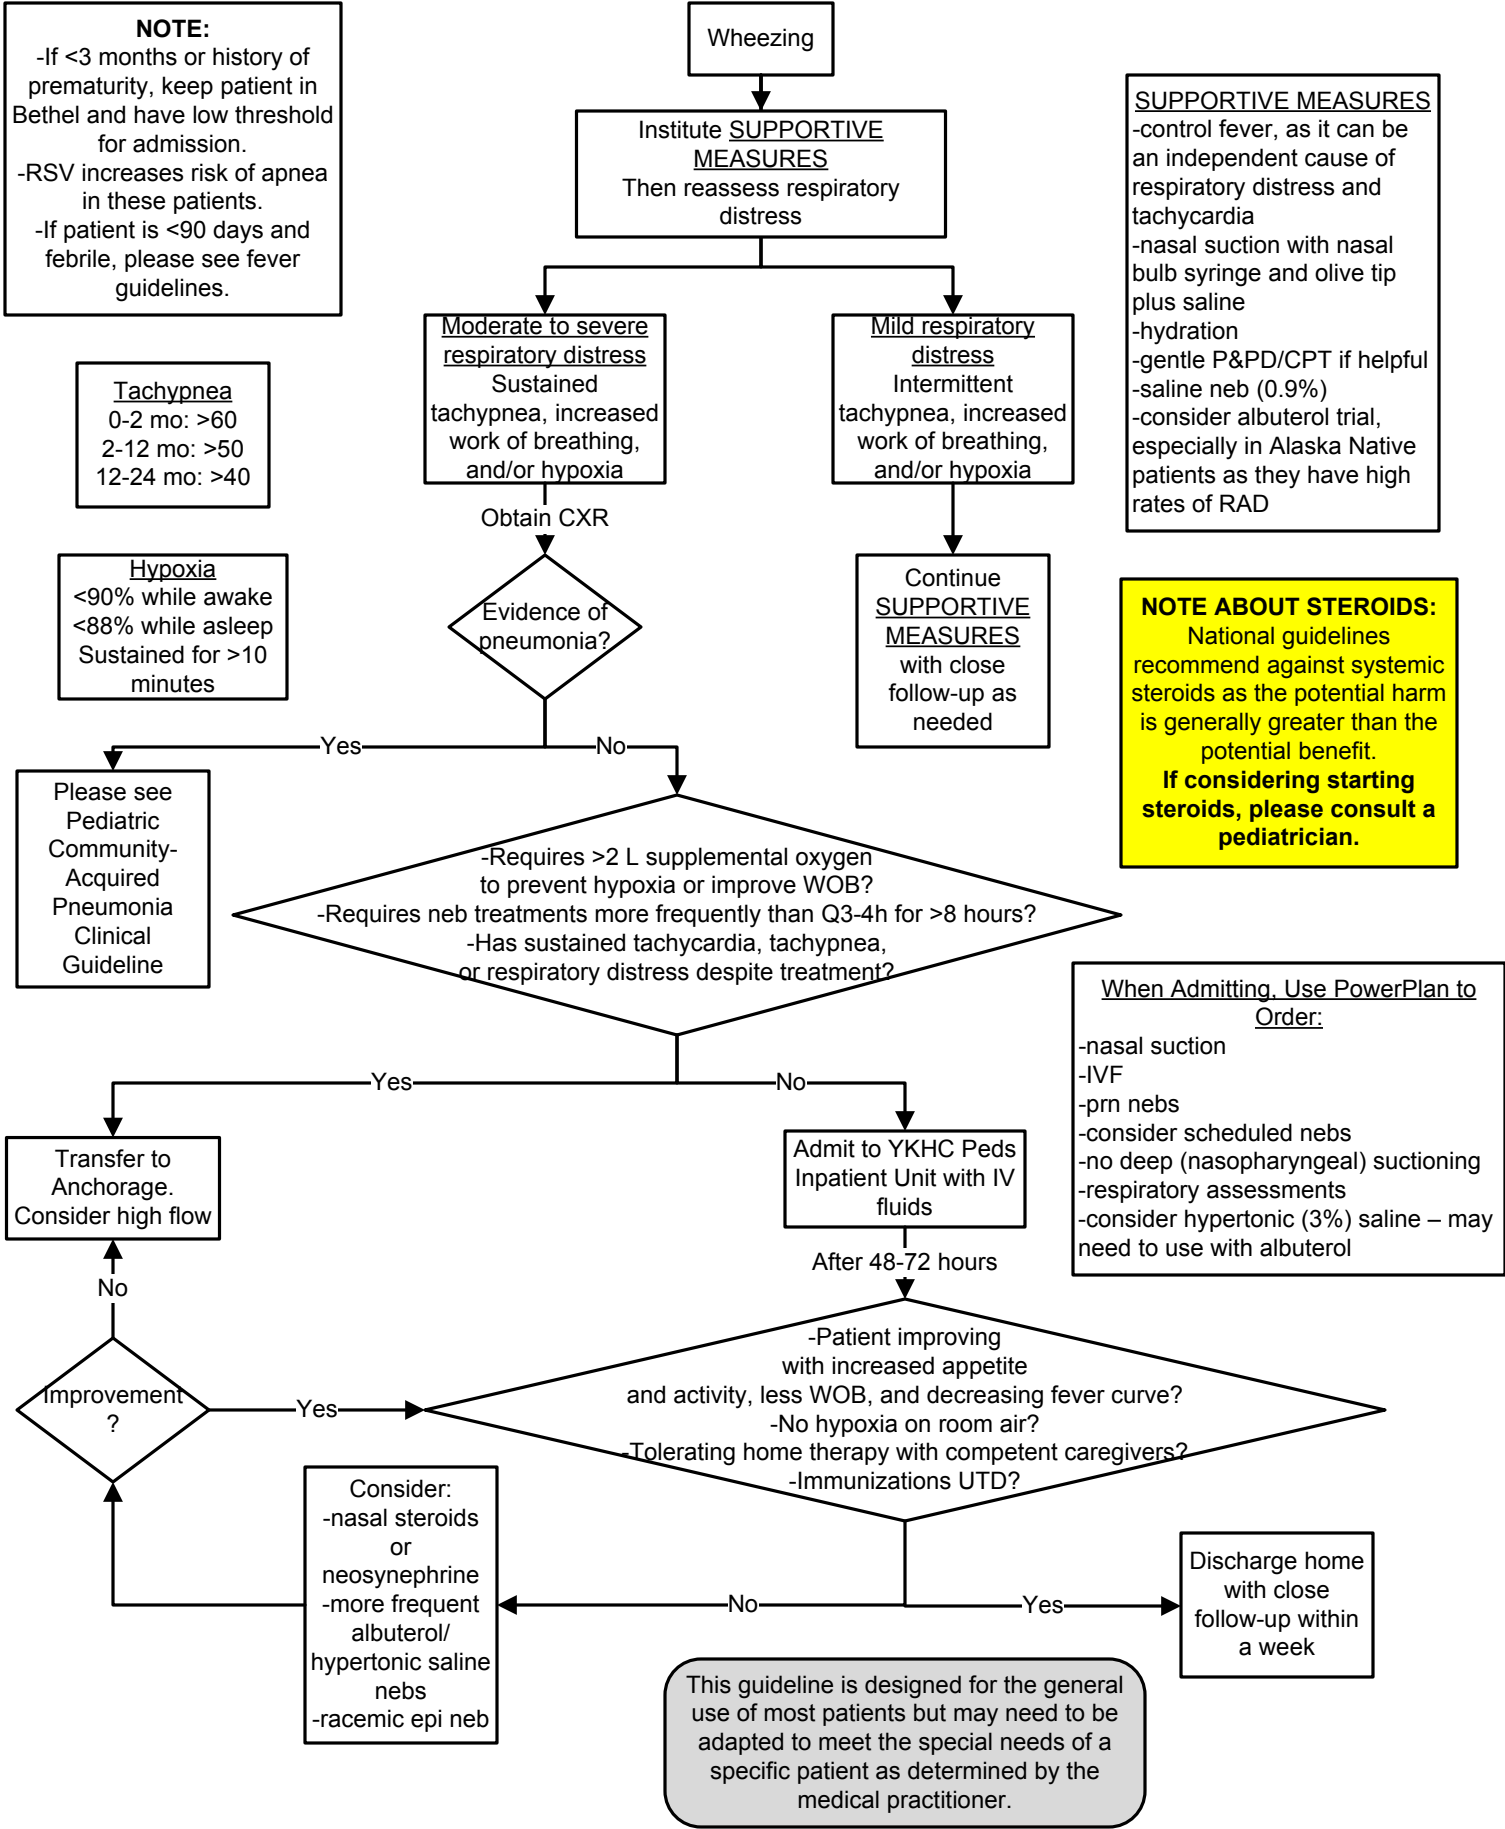 NOTE:
-If <3 months or history of
prematurity, keep patient in
Bethel and have low threshold
for admission.
-RSV increases risk of apnea
in these patients.
-If patient is <90 days and
febrile, please see fever
guidelines.
Wheezing
Institute SUPPORTIVE
MEASURES
Then reassess respiratory
distress
SUPPORTIVE MEASURES
-control fever, as it can be
an independent cause of
respiratory distress and
tachycardia
-nasal suction with nasal
bulb syringe and olive tip
plus saline
-hydration
-gentle P&PD/CPT if helpful
-saline neb (0.9%)
-consider albuterol trial,
especially in Alaska Native
patients as they have high
rates of RAD
Tachypnea
0-2 mo: >60
2-12 mo: >50
12-24 mo: >40
Moderate to severe
respiratory distress
Sustained
tachypnea, increased
work of breathing,
and/or hypoxia
Mild respiratory
distress
Intermittent
tachypnea, increased
work of breathing,
and/or hypoxia
Obtain CXR
Hypoxia
<90% while awake
<88% while asleep
Sustained for >10
minutes
Evidence of
pneumonia?
Continue
SUPPORTIVE
MEASURES
with close
follow-up as
needed
NOTE ABOUT STEROIDS:
National guidelines
recommend against systemic
steroids as the potential harm
is generally greater than the
potential benefit.
If considering starting
steroids, please consult a
pediatrician.
Yes
No
Please see
Pediatric
Community-
Acquired
Pneumonia
Clinical
Guideline
-Requires >2 L supplemental oxygen
to prevent hypoxia or improve WOB?
-Requires neb treatments more frequently than Q3-4h for >8 hours?
-Has sustained tachycardia, tachypnea,
or respiratory distress despite treatment?
When Admitting, Use PowerPlan to
Order:
-nasal suction
-IVF
-prn nebs
-consider scheduled nebs
-no deep (nasopharyngeal) suctioning
-respiratory assessments
-consider hypertonic (3%) saline – may
need to use with albuterol
Yes
No
Transfer to
Anchorage.
Consider high flow
Admit to YKHC Peds
Inpatient Unit with IV
fluids
After 48-72 hours
No
Improvement
?
Yes
-Patient improving
with increased appetite
and activity, less WOB, and decreasing fever curve?
-No hypoxia on room air?
-Tolerating home therapy with competent caregivers?
-Immunizations UTD?
Consider:
-nasal steroids
or
neosynephrine
-more frequent
albuterol/
hypertonic saline
nebs
-racemic epi neb
No
Yes
Discharge home
with close
follow-up within
a week
This guideline is designed for the general
use of most patients but may need to be
adapted to meet the special needs of a
specific patient as determined by the
medical practitioner.